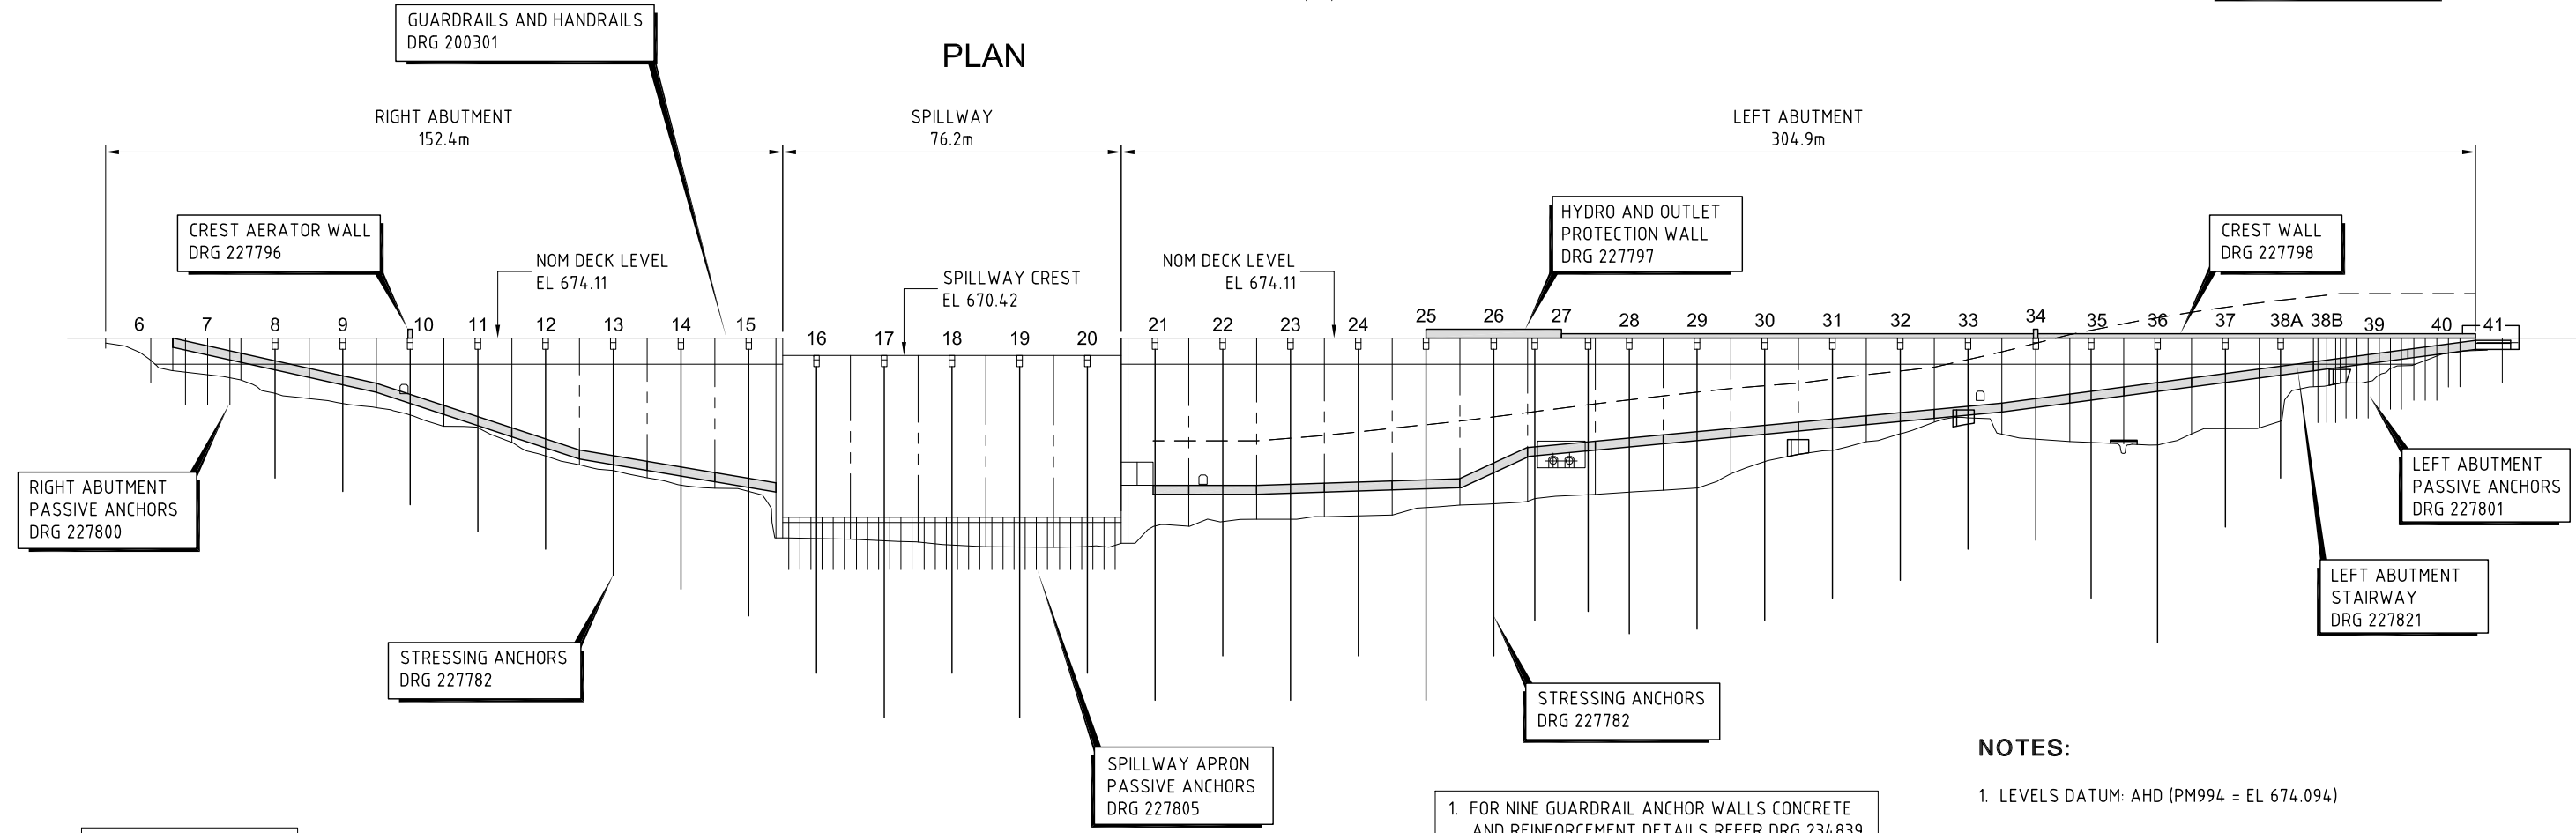 GUARDRAILS AND HANDRAILS
DRG 200301
PLAN
RIGHT ABUTMENT
152.4m
SPILLWAY
76.2m
LEFT ABUTMENT
304.9m
CREST AERATOR WALL
DRG 227796
NOM DECK LEVEL
EL 674.11
SPILLWAY CREST
EL 670.42
NOM DECK LEVEL
EL 674.11
HYDRO AND OUTLET
PROTECTION WALL
DRG 227797
CREST WALL
DRG 227798
6 7 8 9 10 11 12 13 14 15 16 17 18 19 20 21 22 23 24 25 26 27 28 29 30 31 32 33 34 35 36 37 38A 38B 39 40 41
RIGHT ABUTMENT
PASSIVE ANCHORS
DRG 227800
STRESSING ANCHORS
DRG 227782
SPILLWAY APRON
PASSIVE ANCHORS
DRG 227805
STRESSING ANCHORS
DRG 227782
LEFT ABUTMENT
PASSIVE ANCHORS
DRG 227801
LEFT ABUTMENT
STAIRWAY
DRG 227821
NOTES:
1. LEVELS DATUM: AHD (PM994 = EL 674.094)
1. FOR NINE GUARDRAIL ANCHOR WALLS CONCRETE
AND REINFORCEMENT DETAILS REFER DRG 234839